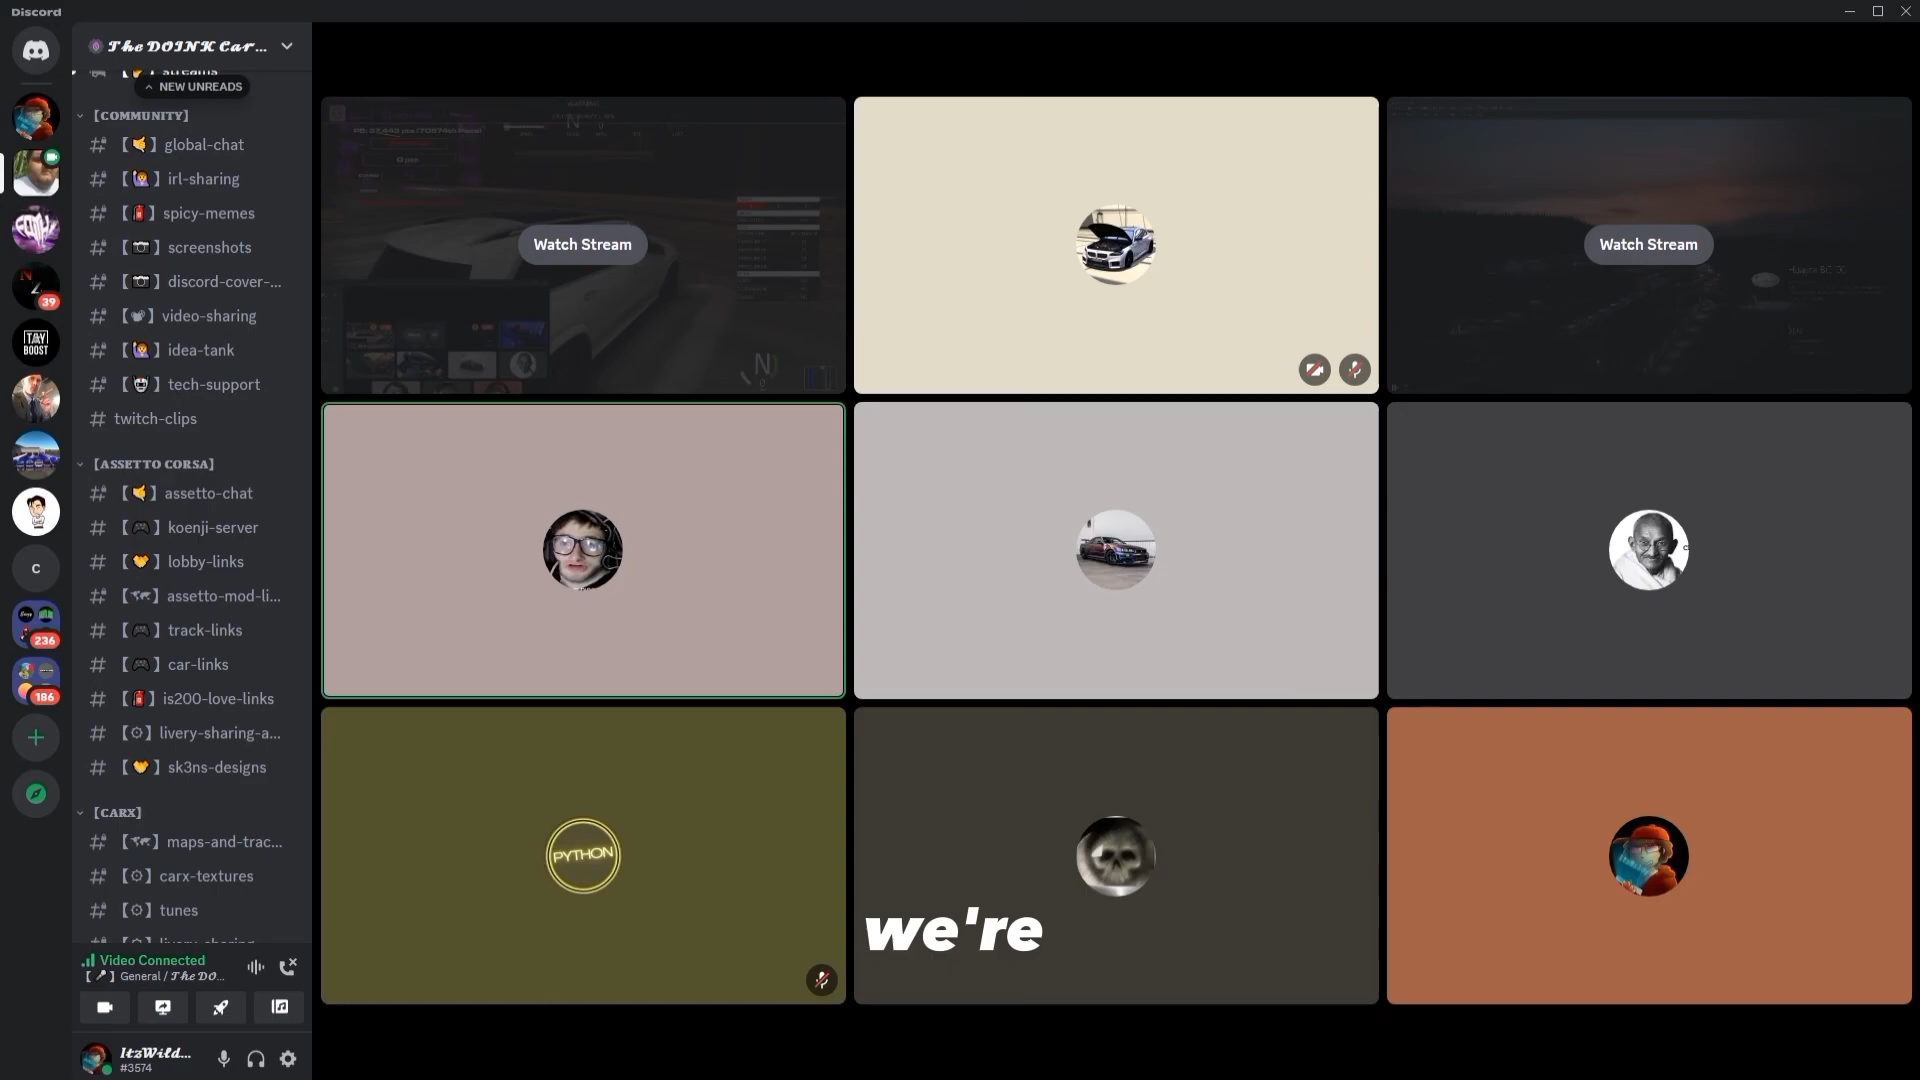 Discord
The DOINK Car...
streams
NEW UNREADS
【COMMUNITY】
global-chat
irl-sharing
spicy-memes
screenshots
discord-cover-...
video-sharing
idea-tank
tech-support
twitch-clips
【ASSETTO CORSA】
assetto-chat
koenji-server
lobby-links
assetto-mod-li...
track-links
car-links
is200-love-links
livery-sharing-a...
sk3ns-designs
【CARX】
maps-and-trac...
carx-textures
tunes
39
TAY
BOOST
C
236
186
Video Connected
General / The DO...
ItzWild...
#3574
Watch Stream
Watch Stream
N
PYTHON
we're